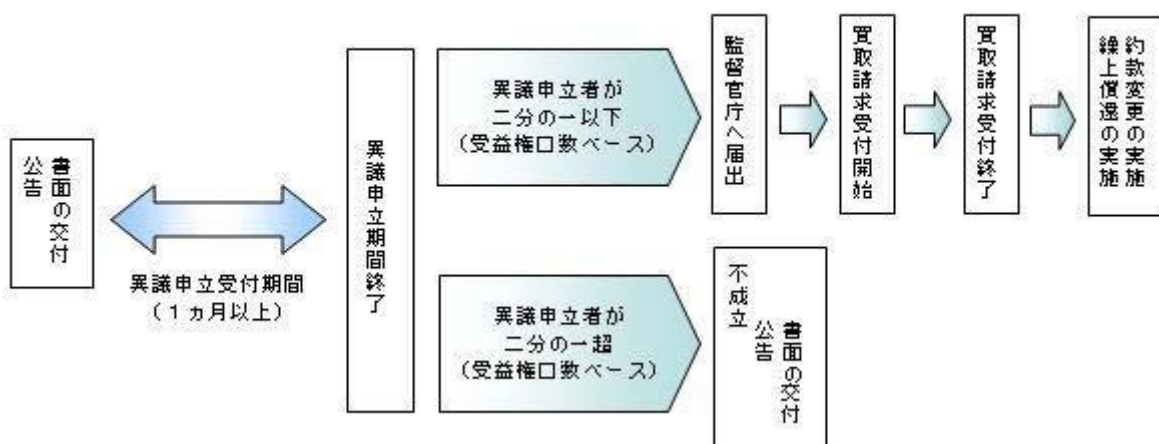 公告
書面の交付
異議申立受付期間
（１ヵ月以上）
異議申立期間終了
異議申立者が
二分の一以下
（受益権口数ベース）
監督官庁へ届出
買取請求受付開始
買取請求受付終了
約款変更の実施
繰上償還の実施
異議申立者が
二分の一超
（受益権口数ベース）
不成立
公告
書面の交付